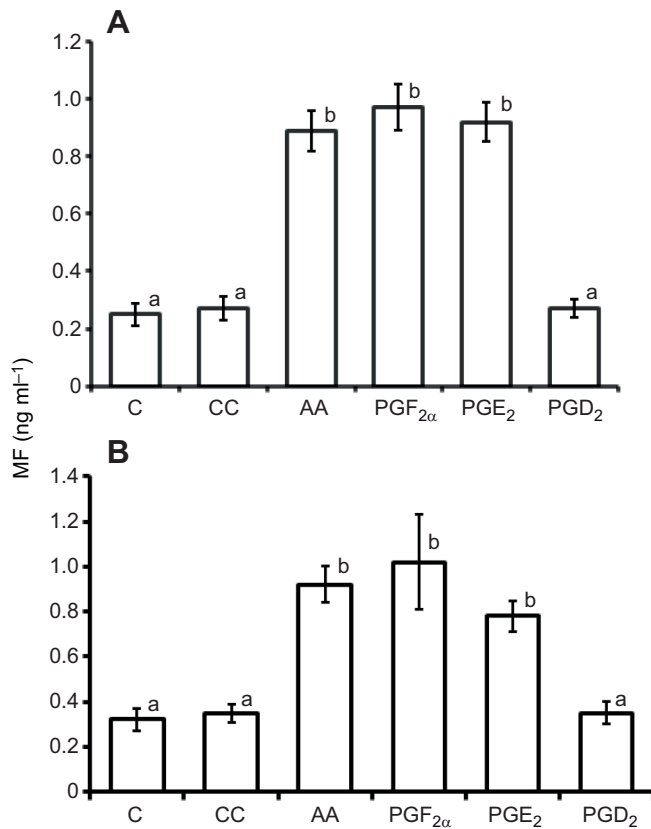 A
1.2
1.0
0.8
0.6
0.4
0.2
0
a
a
b
b
b
a
C CC AA PGF2α PGE2 PGD2
MF (ng ml–1)
B
1.4
1.2
1.0
0.8
0.6
0.4
0.2
0
a
a
b
b
b
a
C CC AA PGF2α PGE2 PGD2